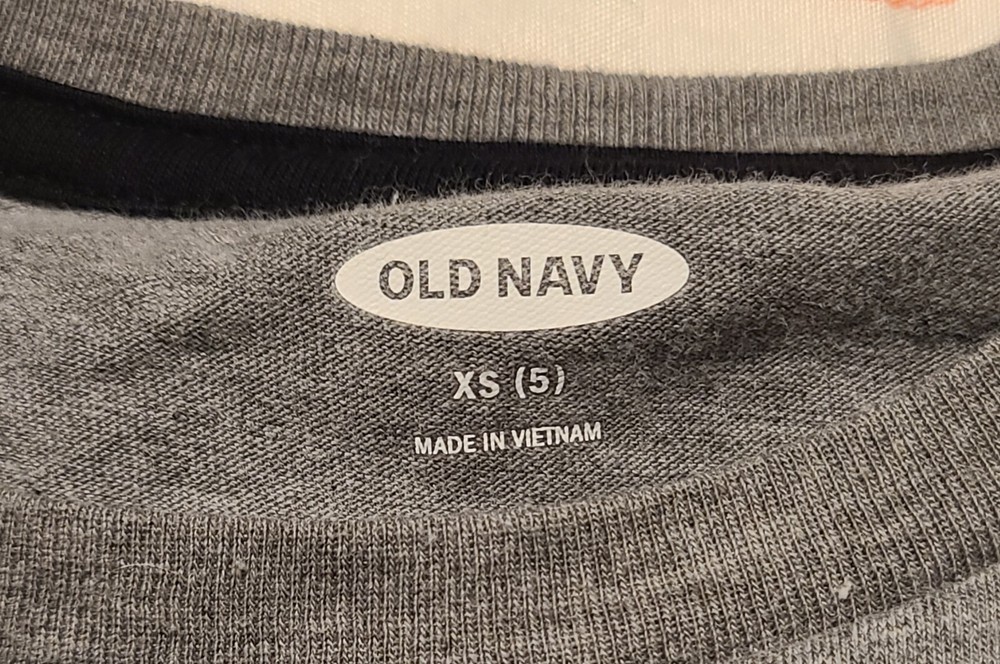 OLD NAVY
XS (5)
MADE IN VIETNAM